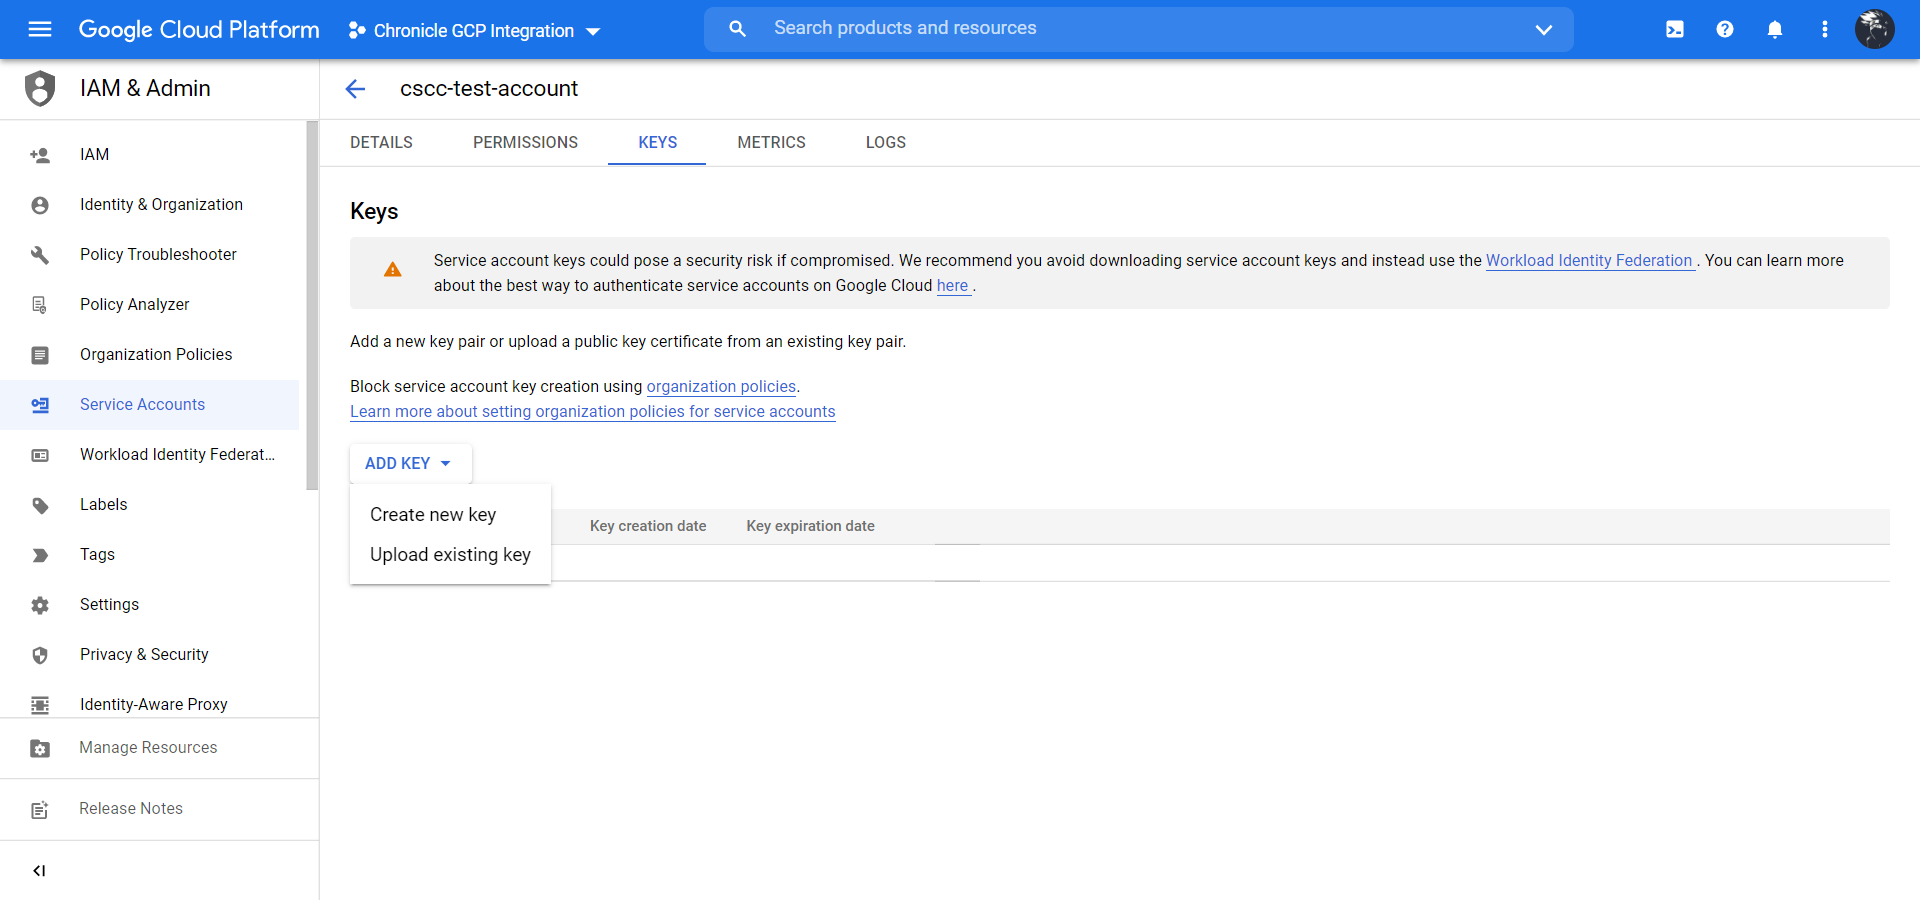 Google Cloud Platform
Chronicle GCP Integration
Search products and resources
IAM & Admin
cscc-test-account
DETAILS PERMISSIONS KEYS METRICS LOGS
IAM
Identity & Organization
Policy Troubleshooter
Policy Analyzer
Organization Policies
Service Accounts
Workload Identity Federat...
Labels
Tags
Settings
Privacy & Security
Identity-Aware Proxy
Manage Resources
Release Notes
Keys
Service account keys could pose a security risk if compromised. We recommend you avoid downloading service account keys and instead use the Workload Identity Federation . You can learn more
about the best way to authenticate service accounts on Google Cloud here .
Add a new key pair or upload a public key certificate from an existing key pair.
Block service account key creation using organization policies.
Learn more about setting organization policies for service accounts
ADD KEY
Create new key
Upload existing key
Key creation date Key expiration date